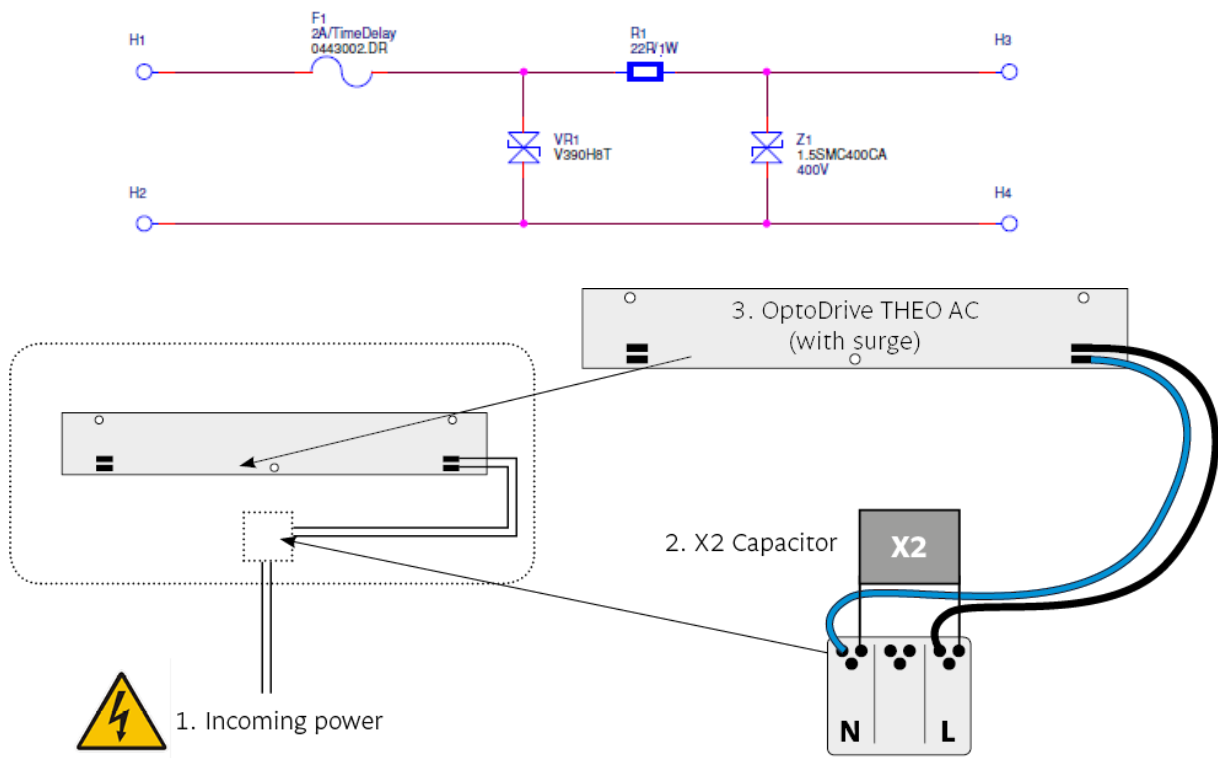 F1
2A/TimeDelay
0443002.DR
H1
R1
22R/1W
H3
VR1
V390H8T
Z1
1.5SMC400CA
400V
H2
H4
3. OptoDrive THEO AC
(with surge)
2. X2 Capacitor
X2
N
L
1. Incoming power